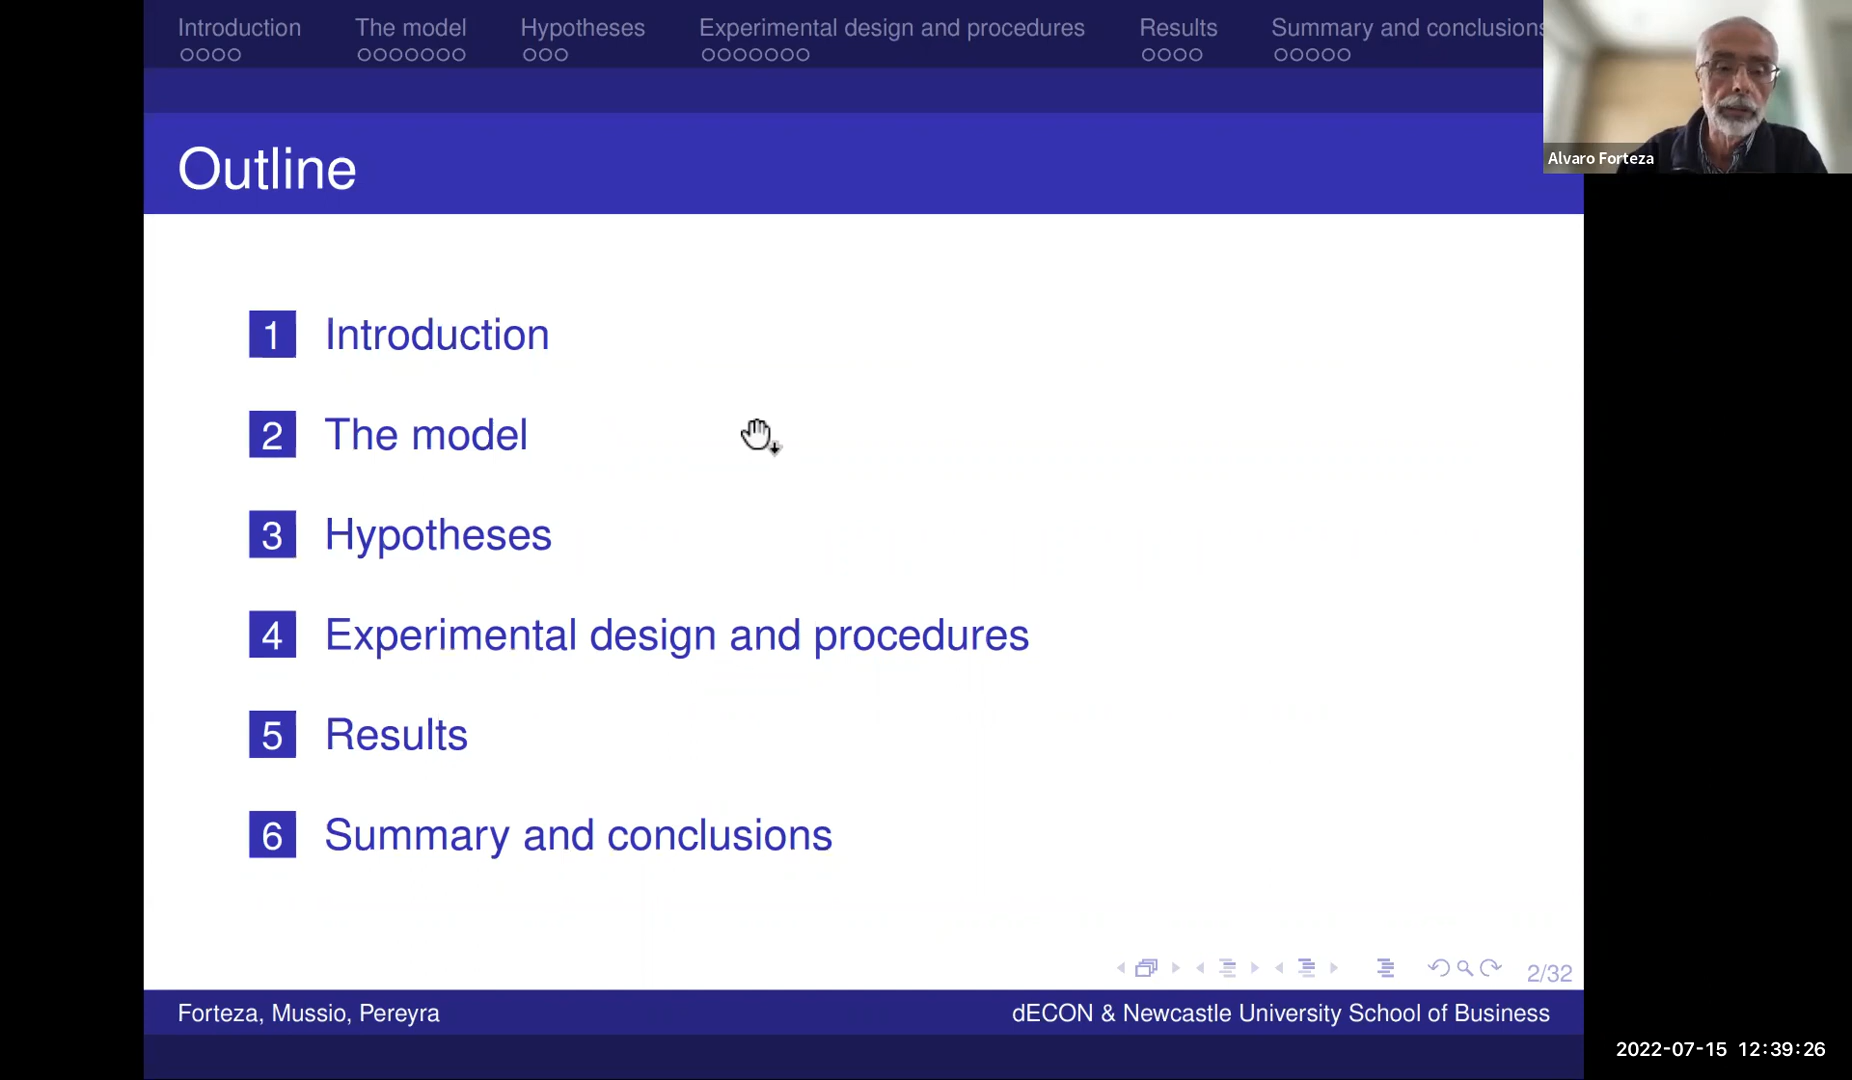 Introduction The model Hypotheses Experimental design and procedures Results Summary and conclusions
Alvaro Forteza
Outline
1 Introduction
2 The model
3 Hypotheses
4 Experimental design and procedures
5 Results
6 Summary and conclusions
2/32
Forteza, Mussio, Pereyra dECON & Newcastle University School of Business
2022-07-15 12:39:26